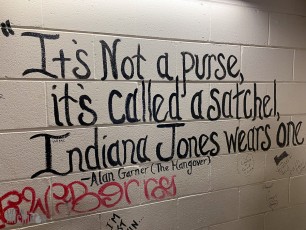 "It's Not a purse,
it's called a satchel,
Indiana Jones wears one
-Alan Garner (The Hangover)
I'M